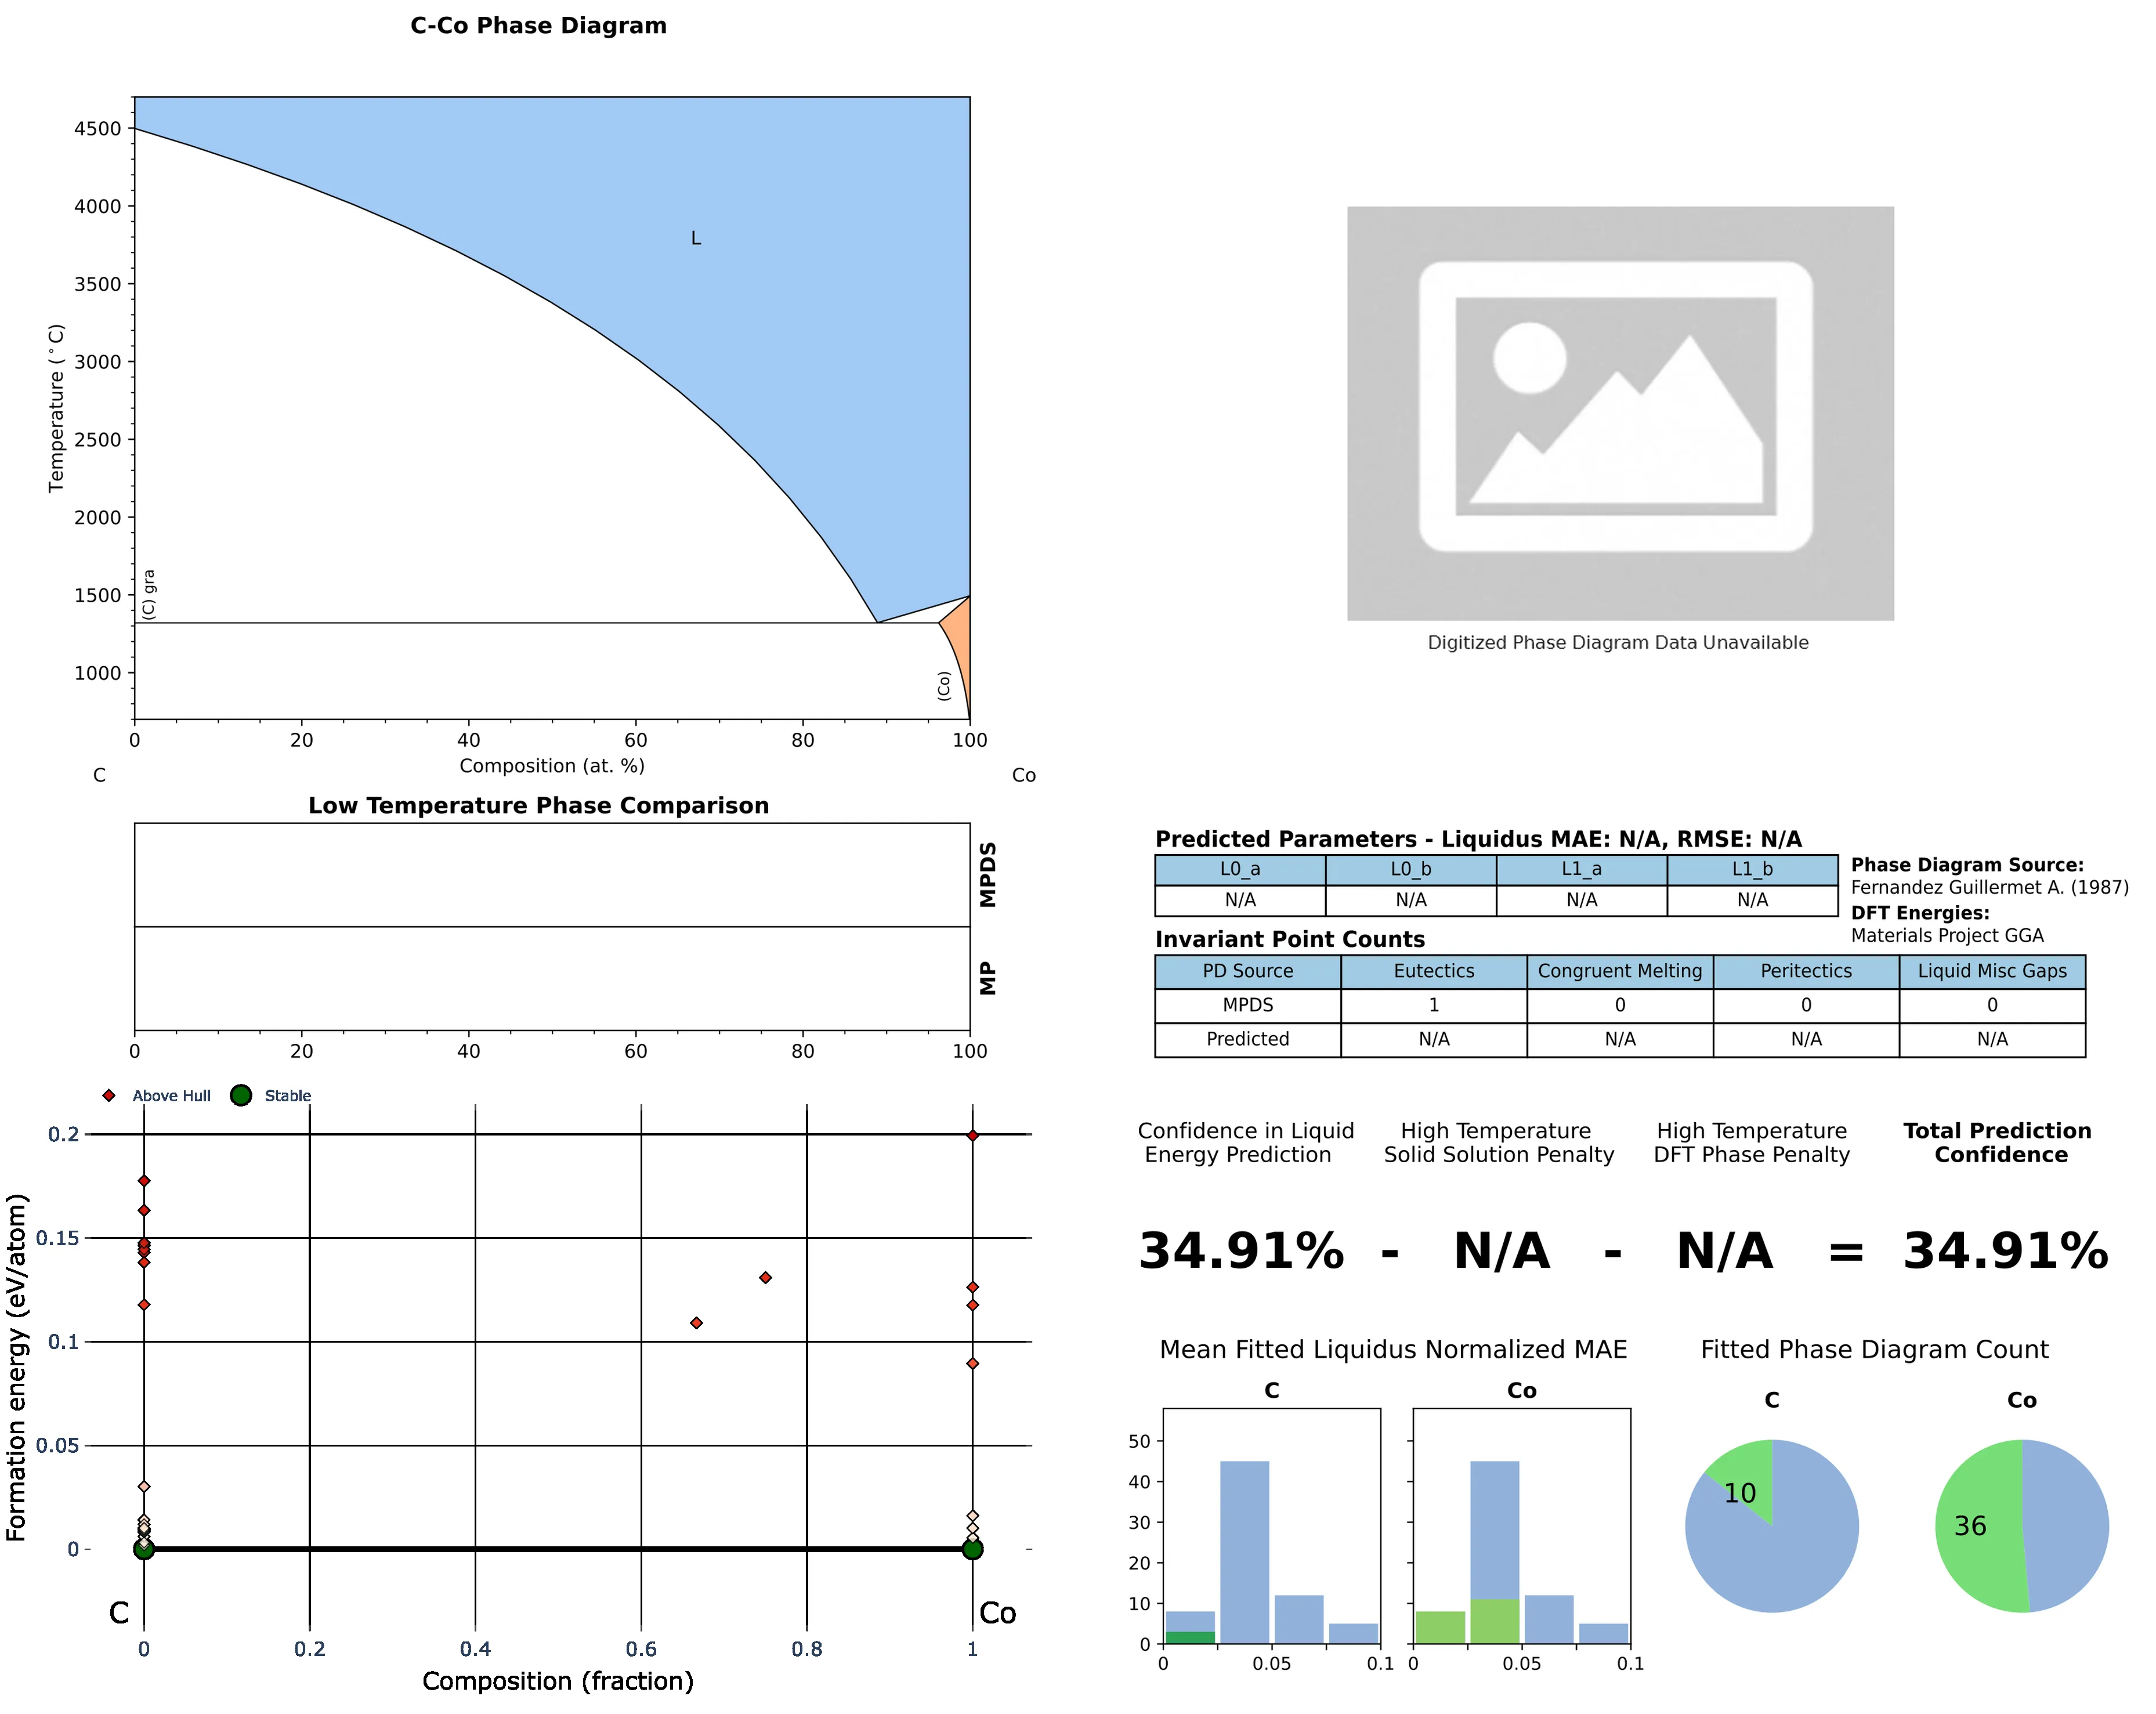 C-Co Phase Diagram
4500
4000
3500
3000
2500
2000
1500
1000
Temperature (°C)
L
(C) gra
(Co)
0 20 40 60 80 100
Composition (at. %)
C Co
Digitized Phase Diagram Data Unavailable
Low Temperature Phase Comparison
MPDS
MP
0 20 40 60 80 100
Predicted Parameters - Liquidus MAE: N/A, RMSE: N/A
L0_a L0_b L1_a L1_b
N/A N/A N/A N/A
Phase Diagram Source:
Fernandez Guillermet A. (1987)
DFT Energies:
Materials Project GGA
Invariant Point Counts
PD Source Eutectics Congruent Melting Peritectics Liquid Misc Gaps
MPDS 1 0 0 0
Predicted N/A N/A N/A N/A
Above Hull Stable
0.2
0.15
0.1
0.05
0
Formation energy (eV/atom)
C Co
0 0.2 0.4 0.6 0.8 1
Composition (fraction)
Confidence in Liquid
Energy Prediction
High Temperature
Solid Solution Penalty
High Temperature
DFT Phase Penalty
Total Prediction
Confidence
34.91% - N/A - N/A = 34.91%
Mean Fitted Liquidus Normalized MAE
C Co
50
40
30
20
10
0
0 0.05 0.1 0 0.05 0.1
Fitted Phase Diagram Count
C Co
10 36